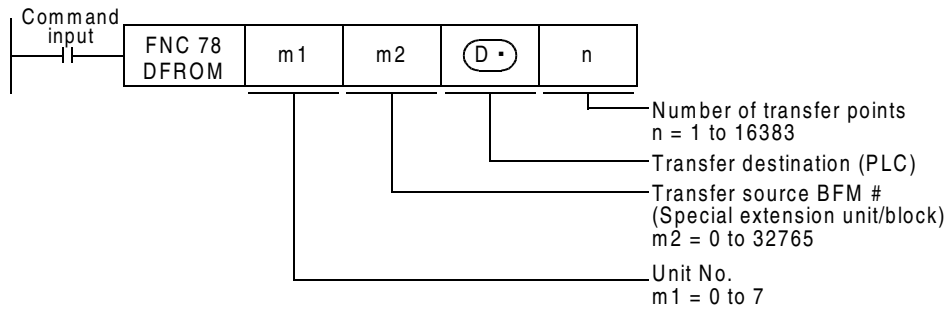 Command
input
FNC 78
DFROM
m1
m2
D •
n
Number of transfer points
n = 1 to 16383
Transfer destination (PLC)
Transfer source BFM #
(Special extension unit/block)
m2 = 0 to 32765
Unit No.
m1 = 0 to 7